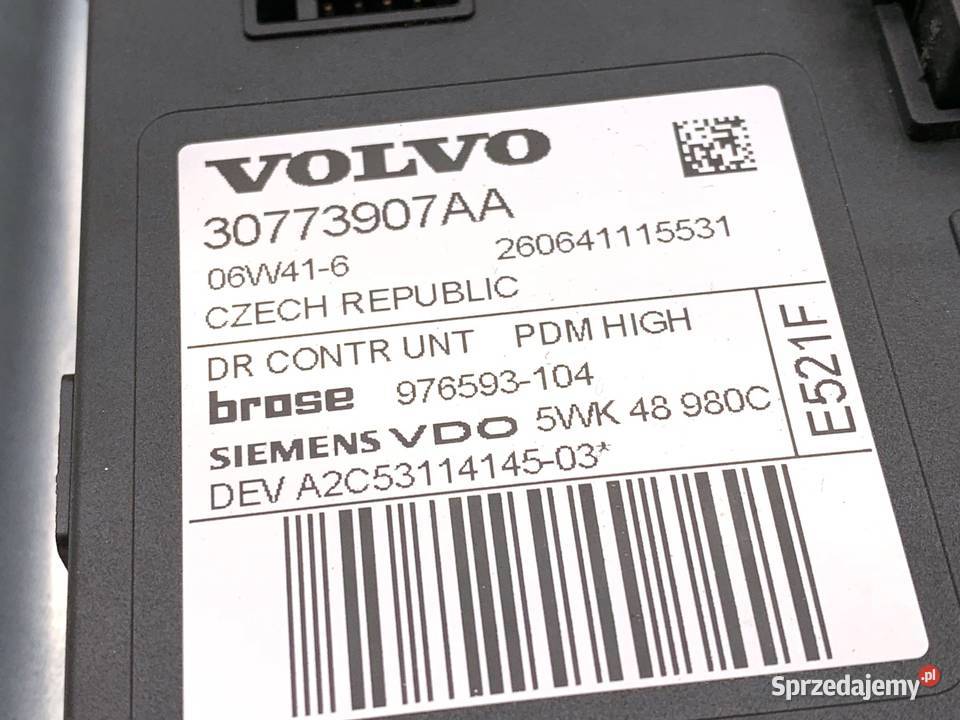 VOLVO
30773907AA
06W41-6 260641115531
CZECH REPUBLIC
DR CONTR UNT PDM HIGH
brose 976593-104
SIEMENS VDO 5WK 48 980C
DEV A2C53114145-03*
E521F
Sprzedajemy.pl